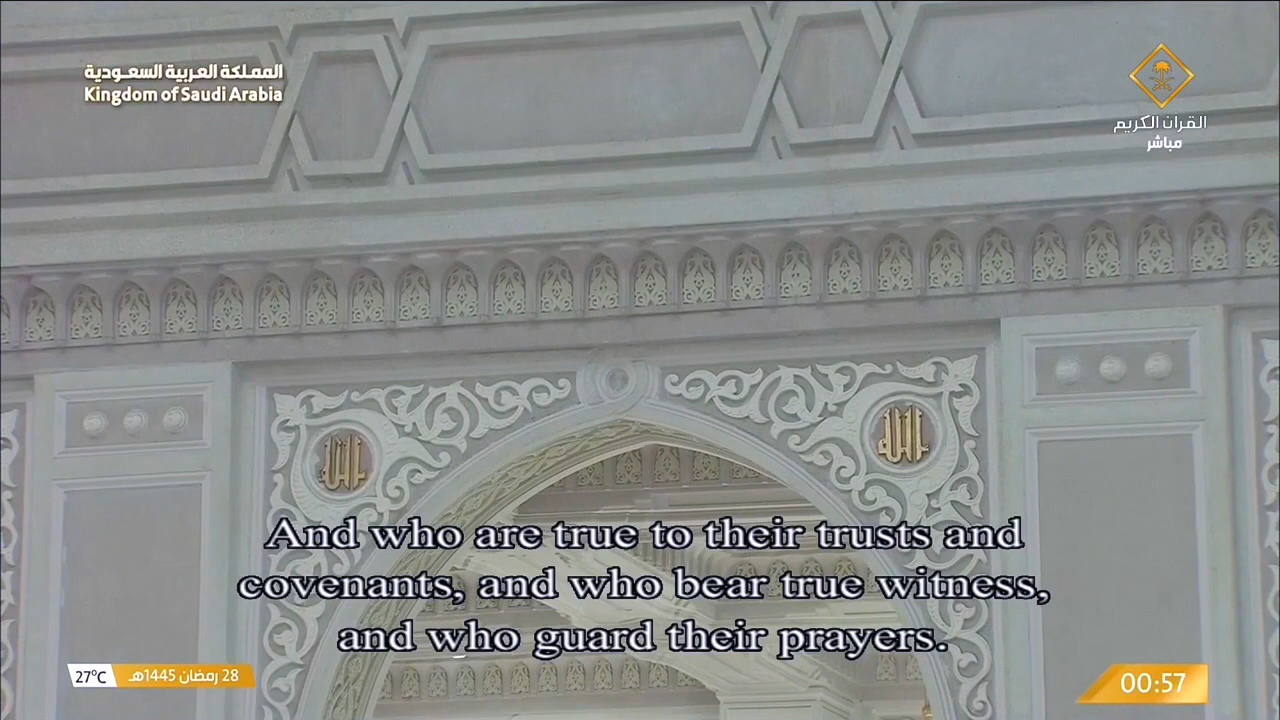 المملكة العربية السعودية
Kingdom of Saudi Arabia
القرآن الكريم
مباشر
الله
الله
And who are true to their trusts and
covenants, and who bear true witness,
and who guard their prayers.
27°C
28 رمضان 1445هـ
00:57